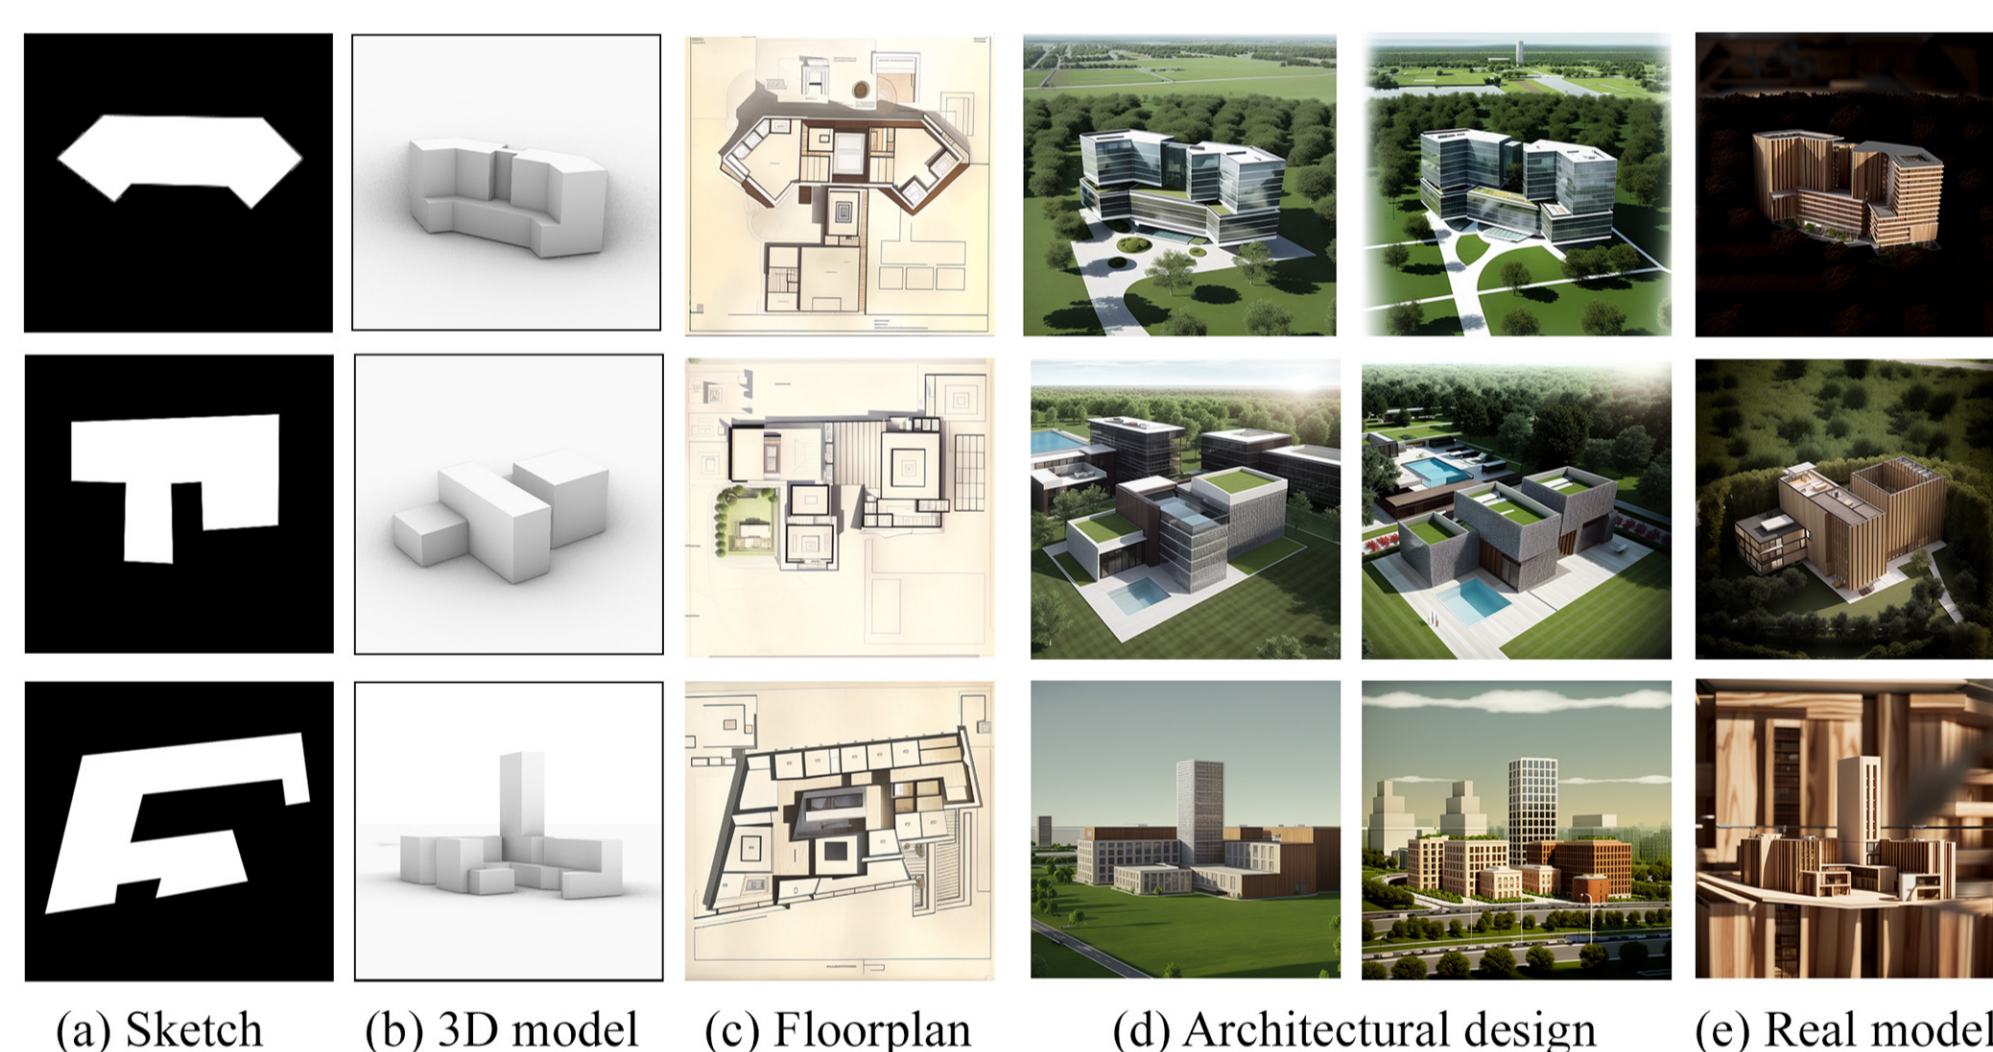 (a) Sketch
(b) 3D model
(c) Floorplan
(d) Architectural design
(e) Real model